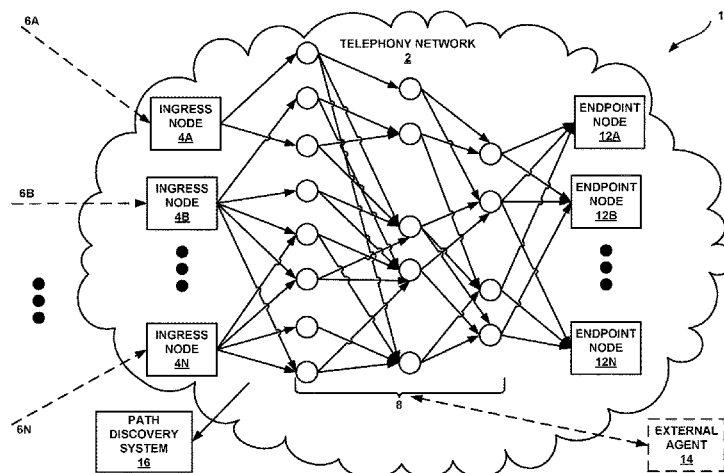 6A
TELEPHONY NETWORK
2
1
INGRESS
NODE
4A
ENDPOINT
NODE
12A
6B
INGRESS
NODE
4B
ENDPOINT
NODE
12B
INGRESS
NODE
4N
ENDPOINT
NODE
12N
6N
8
PATH
DISCOVERY
SYSTEM
16
EXTERNAL
AGENT
14